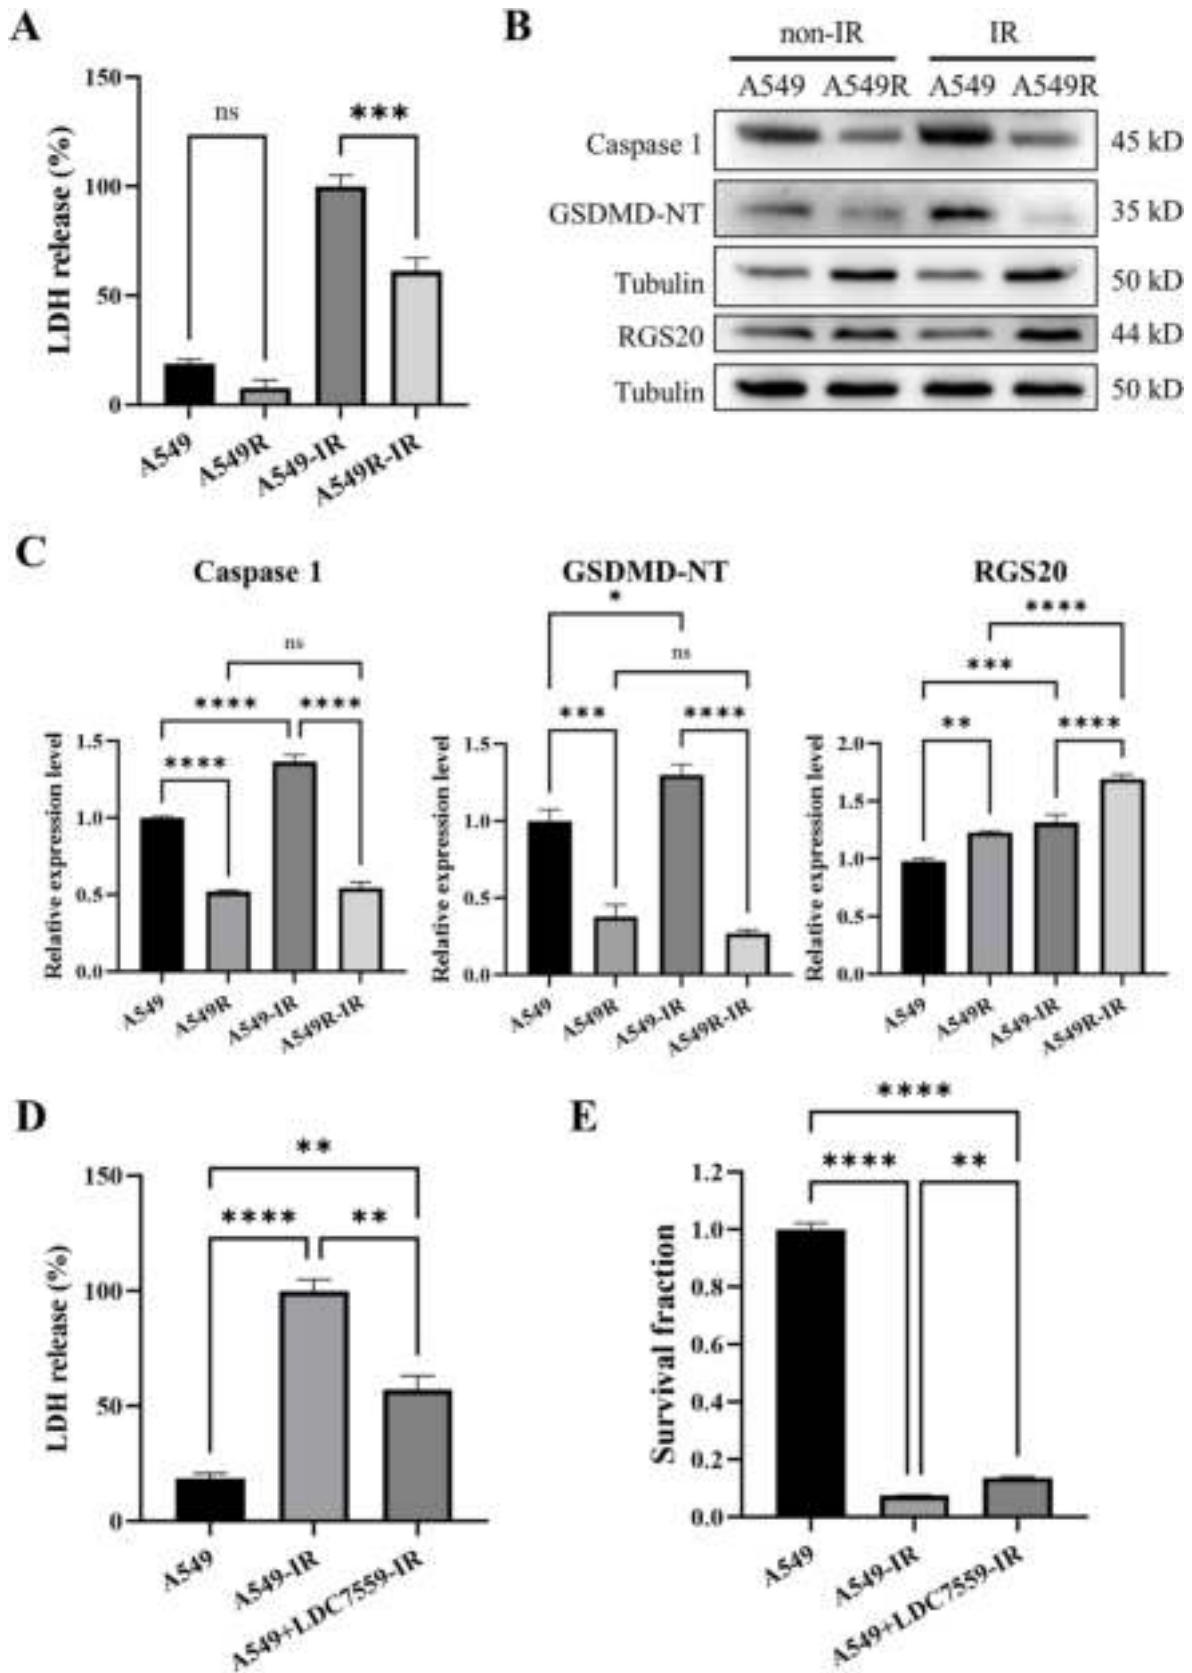 A
150
100
50
0
LDH release (%)
ns
***
A549
A549R
A549-IR
A549R-IR
B
non-IR IR
A549 A549R A549 A549R
Caspase 1 45 kD
GSDMD-NT 35 kD
Tubulin 50 kD
RGS20 44 kD
Tubulin 50 kD
C
Caspase 1
ns
**** ****
****
Relative expression level
1.5
1.0
0.5
0.0
A549
A549R
A549-IR
A549R-IR
GSDMD-NT
*
ns
*** ****
Relative expression level
1.5
1.0
0.5
0.0
A549
A549R
A549-IR
A549R-IR
RGS20
****
***
** ****
Relative expression level
2.0
1.5
1.0
0.5
0.0
A549
A549R
A549-IR
A549R-IR
D
**
**** **
LDH release (%)
150
100
50
0
A549
A549-IR
A549+LDC7559-IR
E
****
**** **
Survival fraction
1.2
1.0
0.8
0.6
0.4
0.2
0.0
A549
A549-IR
A549+LDC7559-IR